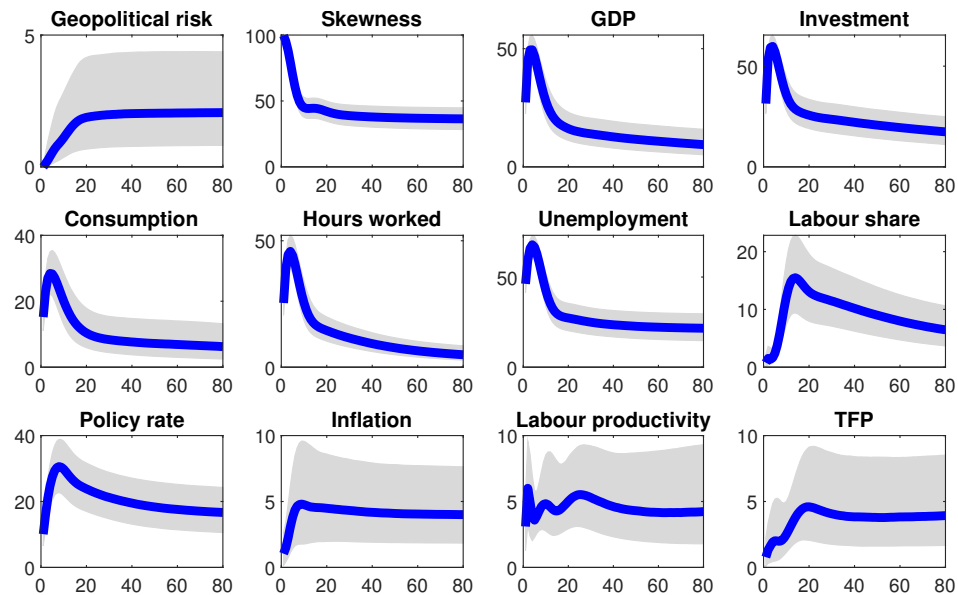 Geopolitical risk Skewness GDP Investment
5 100 50 50
50
0 0 0 0
0 20 40 60 80 0 20 40 60 80 0 20 40 60 80 0 20 40 60 80
Consumption Hours worked Unemployment Labour share
40 50 20
50
20 10
0 0 0 0
0 20 40 60 80 0 20 40 60 80 0 20 40 60 80 0 20 40 60 80
Policy rate Inflation Labour productivity TFP
40 10 10 10
20 5 5 5
0 0 0 0
0 20 40 60 80 0 20 40 60 80 0 20 40 60 80 0 20 40 60 80